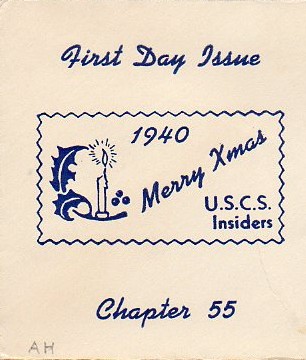 First Day Issue
1940
Merry Xmas
U.S.C.S.
Insiders
Chapter 55
AH